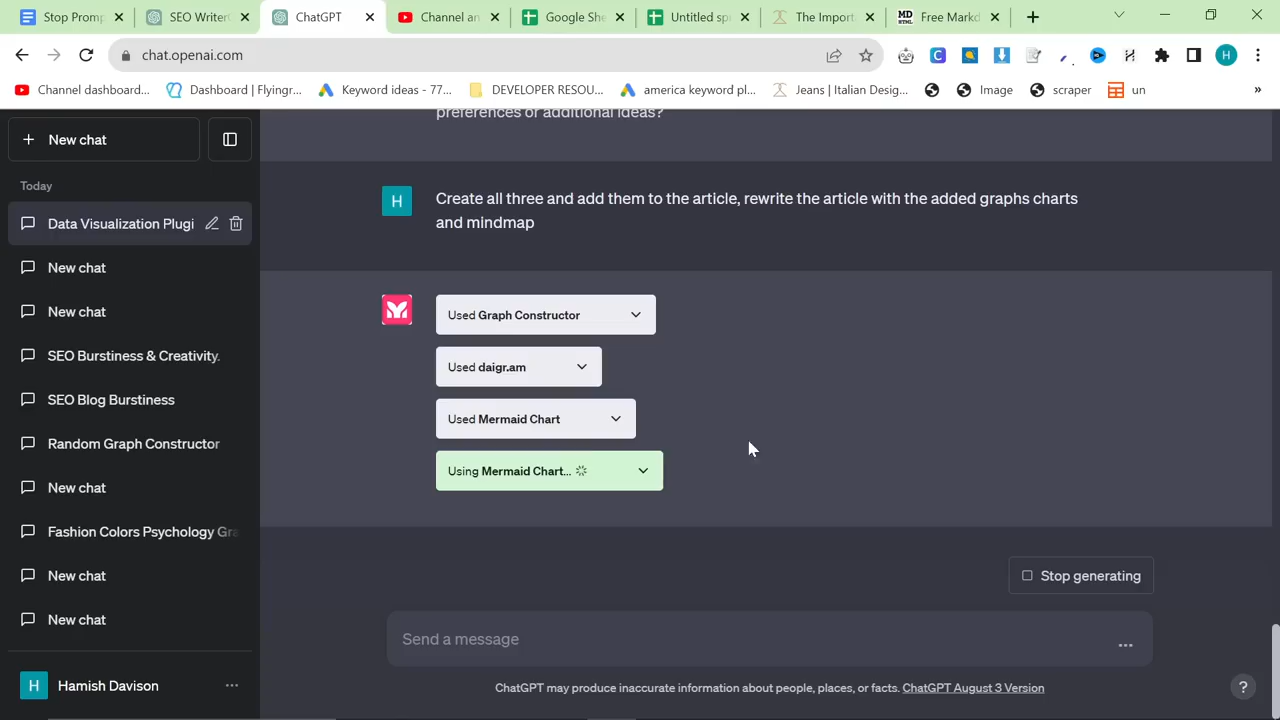 Stop Promp
SEO WriterC
ChatGPT
Channel an
Google She
Untitled sp
The Import
Free Markd
chat.openai.com
H
Channel dashboard...
Dashboard | Flyingr...
Keyword ideas - 77...
DEVELOPER RESOU...
america keyword pl...
Jeans | Italian Desig...
Image
scraper
un
»
New chat
Today
Data Visualization Plugi
New chat
New chat
SEO Burstiness & Creativity.
SEO Blog Burstiness
Random Graph Constructor
New chat
Fashion Colors Psychology Gra
New chat
New chat
H
Hamish Davison
preferences or additional ideas?
H
Create all three and add them to the article, rewrite the article with the added graphs charts
and mindmap
Used Graph Constructor
Used daigr.am
Used Mermaid Chart
Using Mermaid Chart...
Stop generating
Send a message
ChatGPT may produce inaccurate information about people, places, or facts. ChatGPT August 3 Version
?